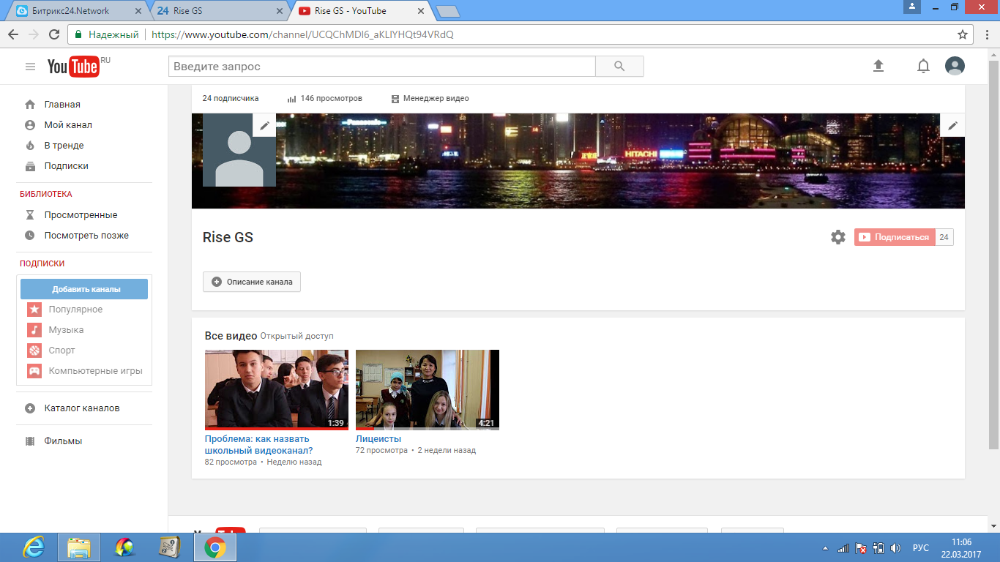 Битрикс24.Network
24 Rise GS
Rise GS - YouTube
Надежный
https://www.youtube.com/channel/UCQChMDl6_aKLlYHQt94VRdQ
YouTube RU
Введите запрос
Главная
Мой канал
В тренде
Подписки
БИБЛИОТЕКА
Просмотренные
Посмотреть позже
ПОДПИСКИ
Добавить каналы
Популярное
Музыка
Спорт
Компьютерные игры
Каталог каналов
Фильмы
24 подписчика
146 просмотров
Менеджер видео
Panasonic
HITACHI
Rise GS
Подписаться 24
Описание канала
Все видео Открытый доступ
1:39
4:21
Проблема: как назвать
школьный видеоканал?
82 просмотра • Неделю назад
Лицеисты
72 просмотра • 2 недели назад
РУС
11:06
22.03.2017